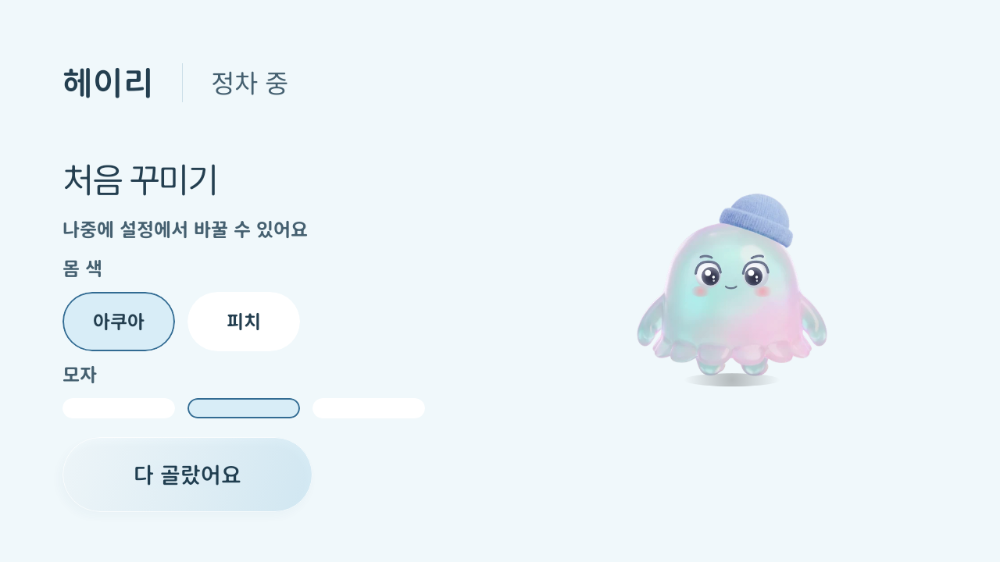 헤이리
정차 중
처음 꾸미기
나중에 설정에서 바꿀 수 있어요
몸 색
아쿠아
피치
모자
다 골랐어요